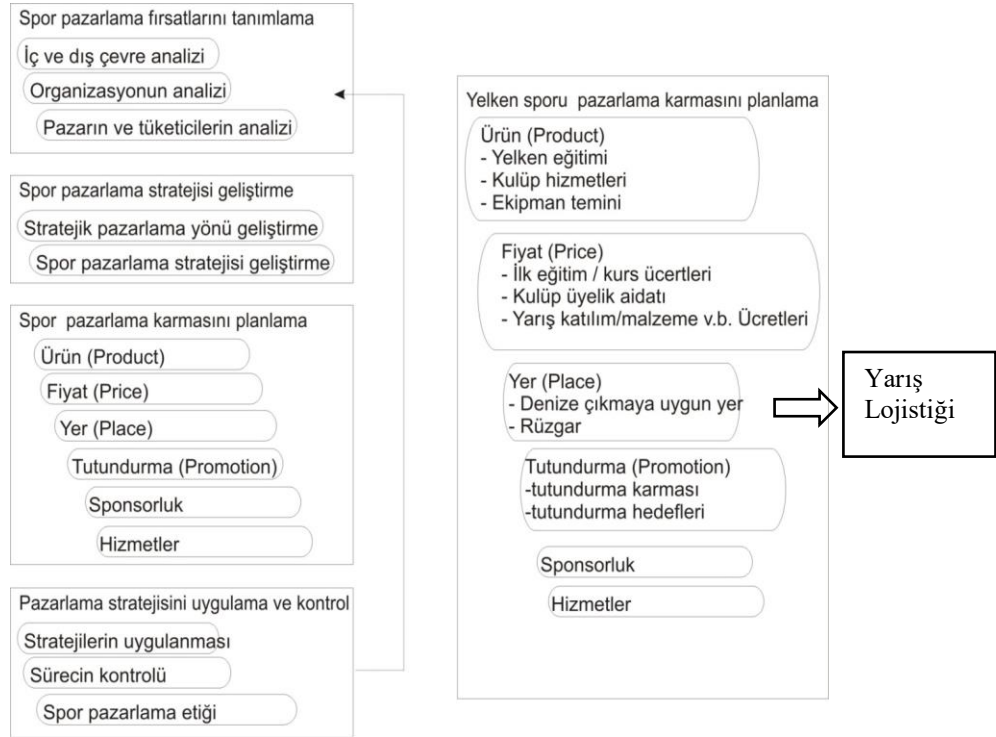 Spor pazarlama fırsatlarını tanımlama
İç ve dış çevre analizi
Organizasyonun analizi
Pazarın ve tüketicilerin analizi
Spor pazarlama stratejisi geliştirme
Stratejik pazarlama yönü geliştirme
Spor pazarlama stratejisi geliştirme
Spor pazarlama karmasını planlama
Ürün (Product)
Fiyat (Price)
Yer (Place)
Tutundurma (Promotion)
Sponsorluk
Hizmetler
Pazarlama stratejisini uygulama ve kontrol
Stratejilerin uygulanması
Sürecin kontrolü
Spor pazarlama etiği
Yelken sporu pazarlama karmasını planlama
Ürün (Product)
- Yelken eğitimi
- Kulüp hizmetleri
- Ekipman temini
Fiyat (Price)
- İlk eğitim / kurs ücertleri
- Kulüp üyelik aidatı
- Yarış katılım/malzeme v.b. Ücretleri
Yer (Place)
- Denize çıkmaya uygun yer
- Rüzgar
Tutundurma (Promotion)
-tutundurma karması
-tutundurma hedefleri
Sponsorluk
Hizmetler
Yarış
Lojistiği